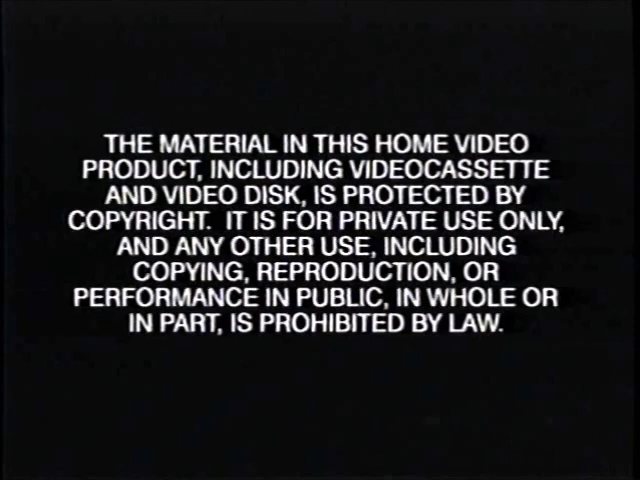 THE MATERIAL IN THIS HOME VIDEO
PRODUCT, INCLUDING VIDEOCASSETTE
AND VIDEO DISK, IS PROTECTED BY
COPYRIGHT. IT IS FOR PRIVATE USE ONLY,
AND ANY OTHER USE, INCLUDING
COPYING, REPRODUCTION, OR
PERFORMANCE IN PUBLIC, IN WHOLE OR
IN PART, IS PROHIBITED BY LAW.